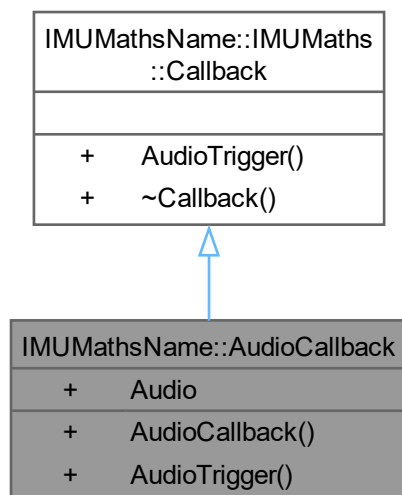 IMUMathsName::IMUMaths
::Callback
+ AudioTrigger()
+ ~Callback()
IMUMathsName::AudioCallback
+ Audio
+ AudioCallback()
+ AudioTrigger()